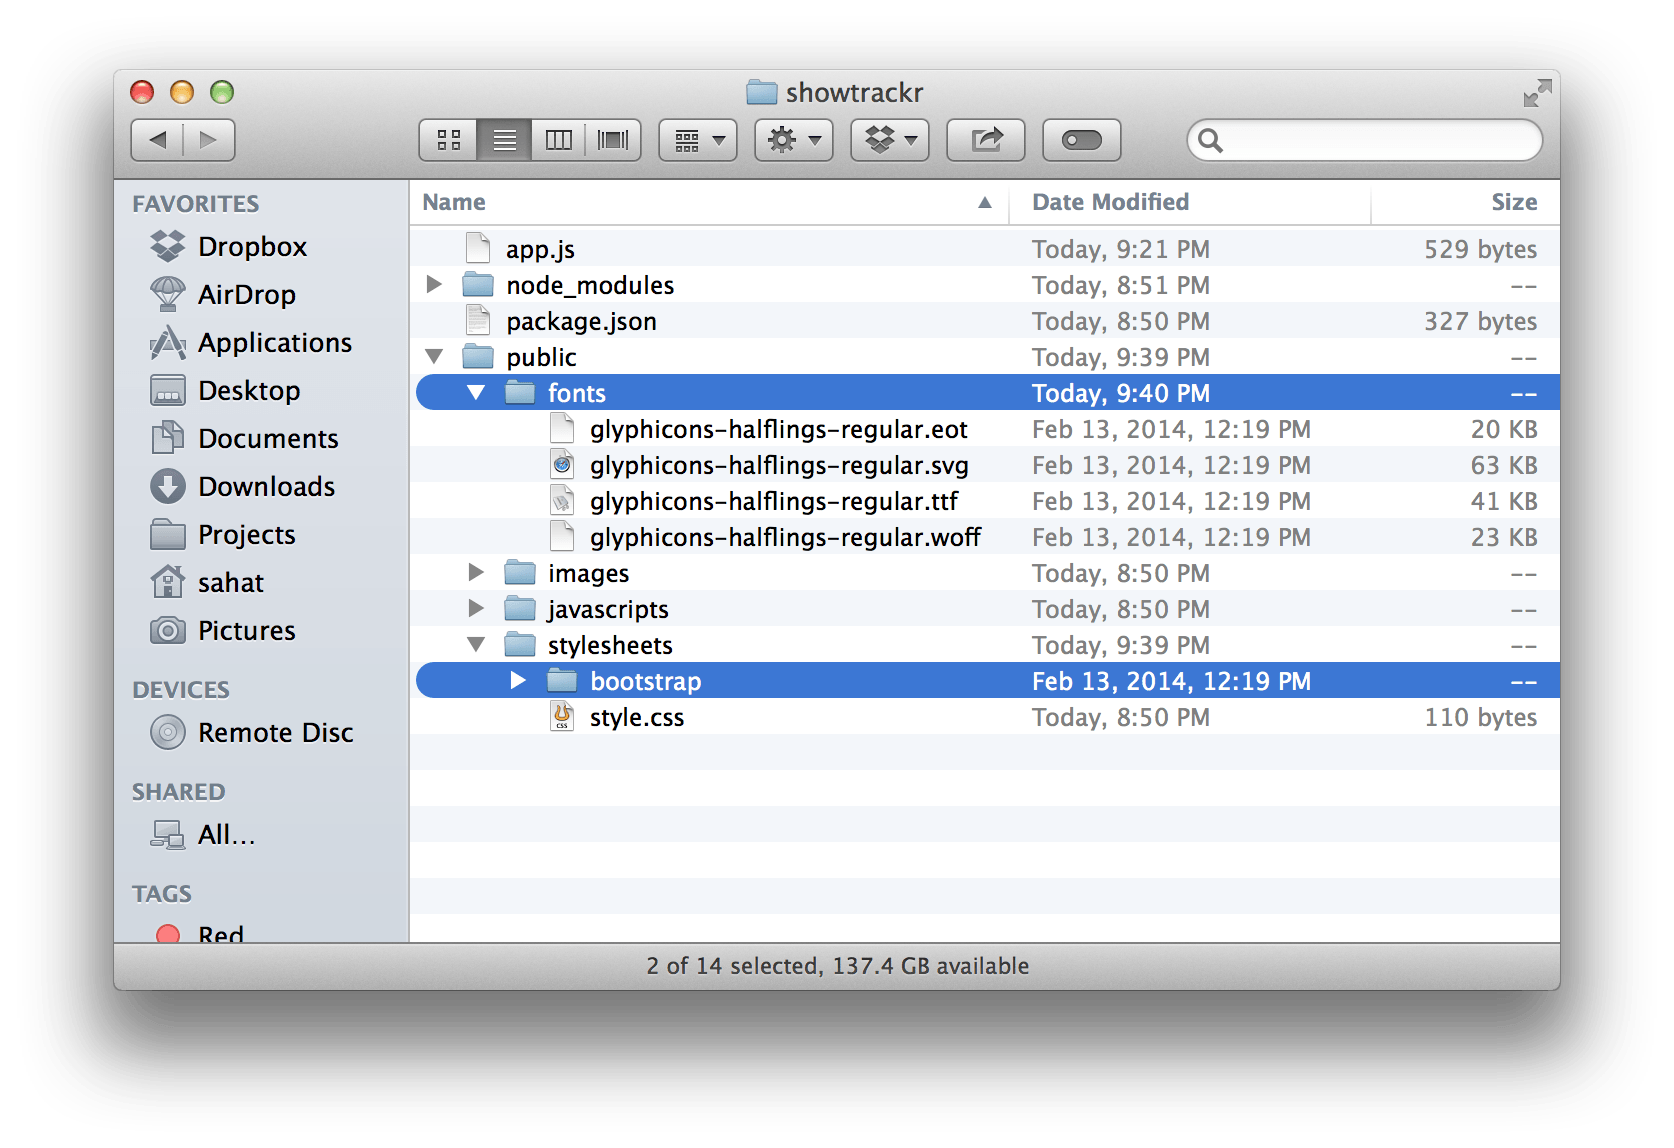 showtrackr
FAVORITES
Dropbox
AirDrop
Applications
Desktop
Documents
Downloads
Projects
sahat
Pictures
DEVICES
Remote Disc
SHARED
All...
TAGS
Red
Name Date Modified Size
app.js Today, 9:21 PM 529 bytes
node_modules Today, 8:51 PM --
package.json Today, 8:50 PM 327 bytes
public Today, 9:39 PM --
fonts Today, 9:40 PM --
glyphicons-halflings-regular.eot Feb 13, 2014, 12:19 PM 20 KB
glyphicons-halflings-regular.svg Feb 13, 2014, 12:19 PM 63 KB
glyphicons-halflings-regular.ttf Feb 13, 2014, 12:19 PM 41 KB
glyphicons-halflings-regular.woff Feb 13, 2014, 12:19 PM 23 KB
images Today, 8:50 PM --
javascripts Today, 8:50 PM --
stylesheets Today, 9:39 PM --
bootstrap Feb 13, 2014, 12:19 PM --
CSS
style.css Today, 8:50 PM 110 bytes
2 of 14 selected, 137.4 GB available